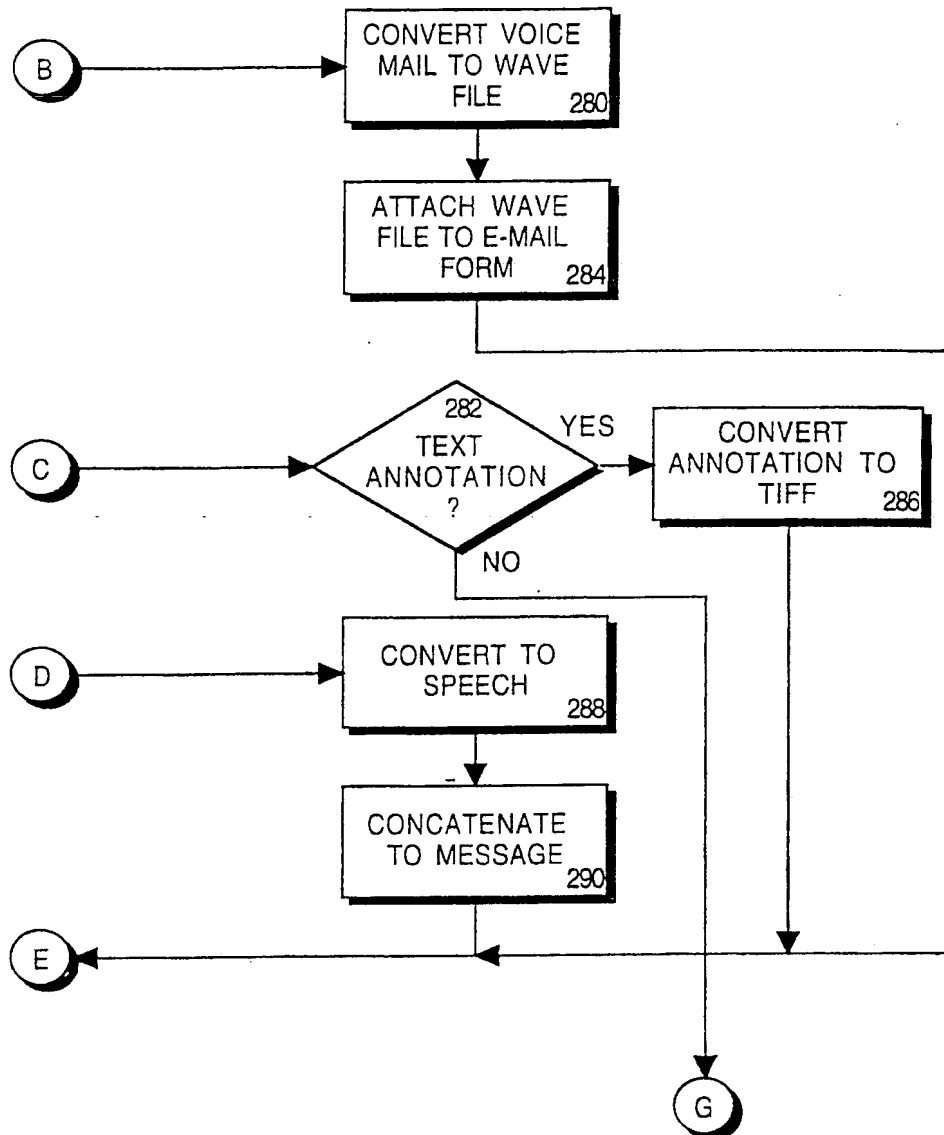 B
CONVERT VOICE
MAIL TO WAVE
FILE
280
ATTACH WAVE
FILE TO E-MAIL
FORM
284
C
282
TEXT
ANNOTATION
?
YES
NO
CONVERT
ANNOTATION TO
TIFF
286
D
CONVERT TO
SPEECH
288
CONCATENATE
TO MESSAGE
290
E
G